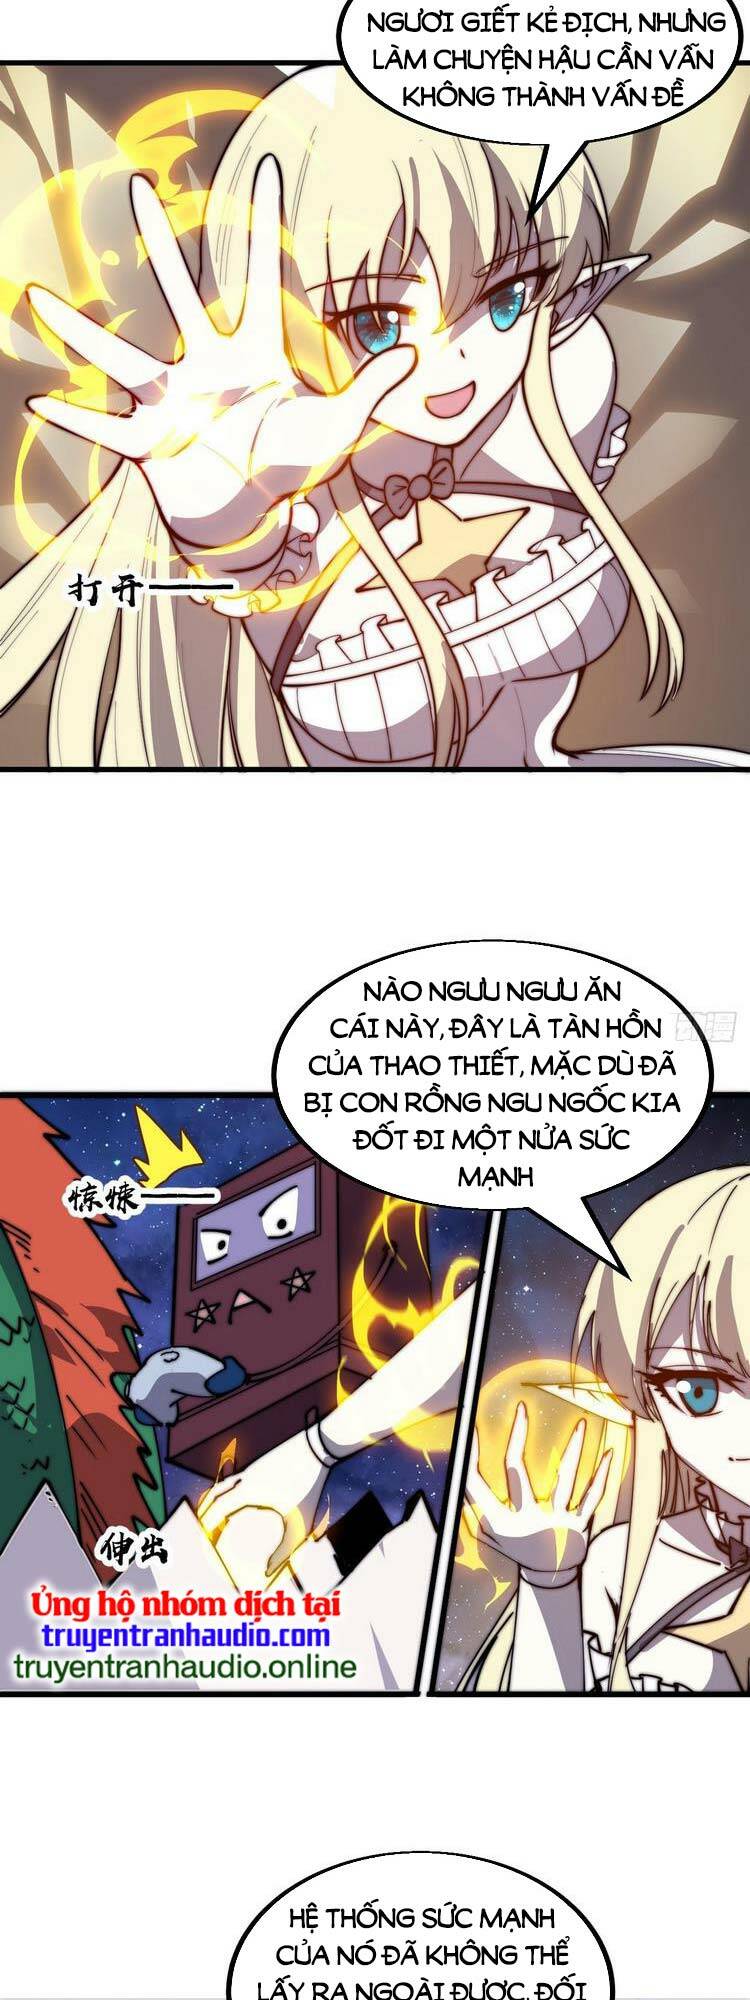 NGƯƠI GIẾT KẺ ĐỊCH, NHƯNG
LÀM CHUYỆN HẬU CẦN VẤN
KHÔNG THÀNH VẤN ĐỀ
打开——
NÀO NGƯU NGƯU ĂN
CÁI NÀY, ĐÂY LÀ TÀN HỒN
CỦA THAO THIẾT, MẶC DÙ ĐÃ
BỊ CON RỒNG NGU NGỐC KIA
ĐỐT ĐI MỘT NỬA SỨC
MẠNH
动漫
惊悚——
伸出
Ủng hộ nhóm dịch tại
truyentranhaudio.com
truyentranhaudio.online
HỆ THỐNG SỨC MẠNH
CỦA NÓ ĐÃ KHÔNG THỂ
LẤY RA NGOÀI ĐƯỢC, ĐỐI